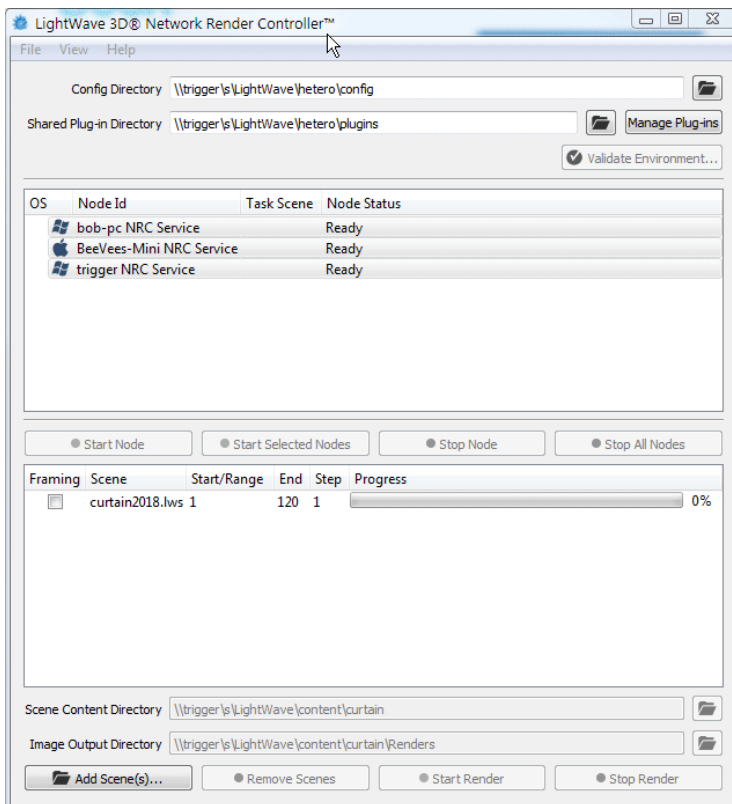 LightWave 3D® Network Render Controller™
File View Help
Config Directory \\trigger\s\LightWave\hetero\config
Shared Plug-in Directory \\trigger\s\LightWave\hetero\plugins Manage Plug-ins
Validate Environment...
OS Node Id Task Scene Node Status
bob-pc NRC Service Ready
BeeVees-Mini NRC Service Ready
trigger NRC Service Ready
Start Node Start Selected Nodes Stop Node Stop All Nodes
Framing Scene Start/Range End Step Progress
curtain2018.lws 1 120 1 0%
Scene Content Directory \\trigger\s\LightWave\content\curtain
Image Output Directory \\trigger\s\LightWave\content\curtain\Renders
Add Scene(s)... Remove Scenes Start Render Stop Render